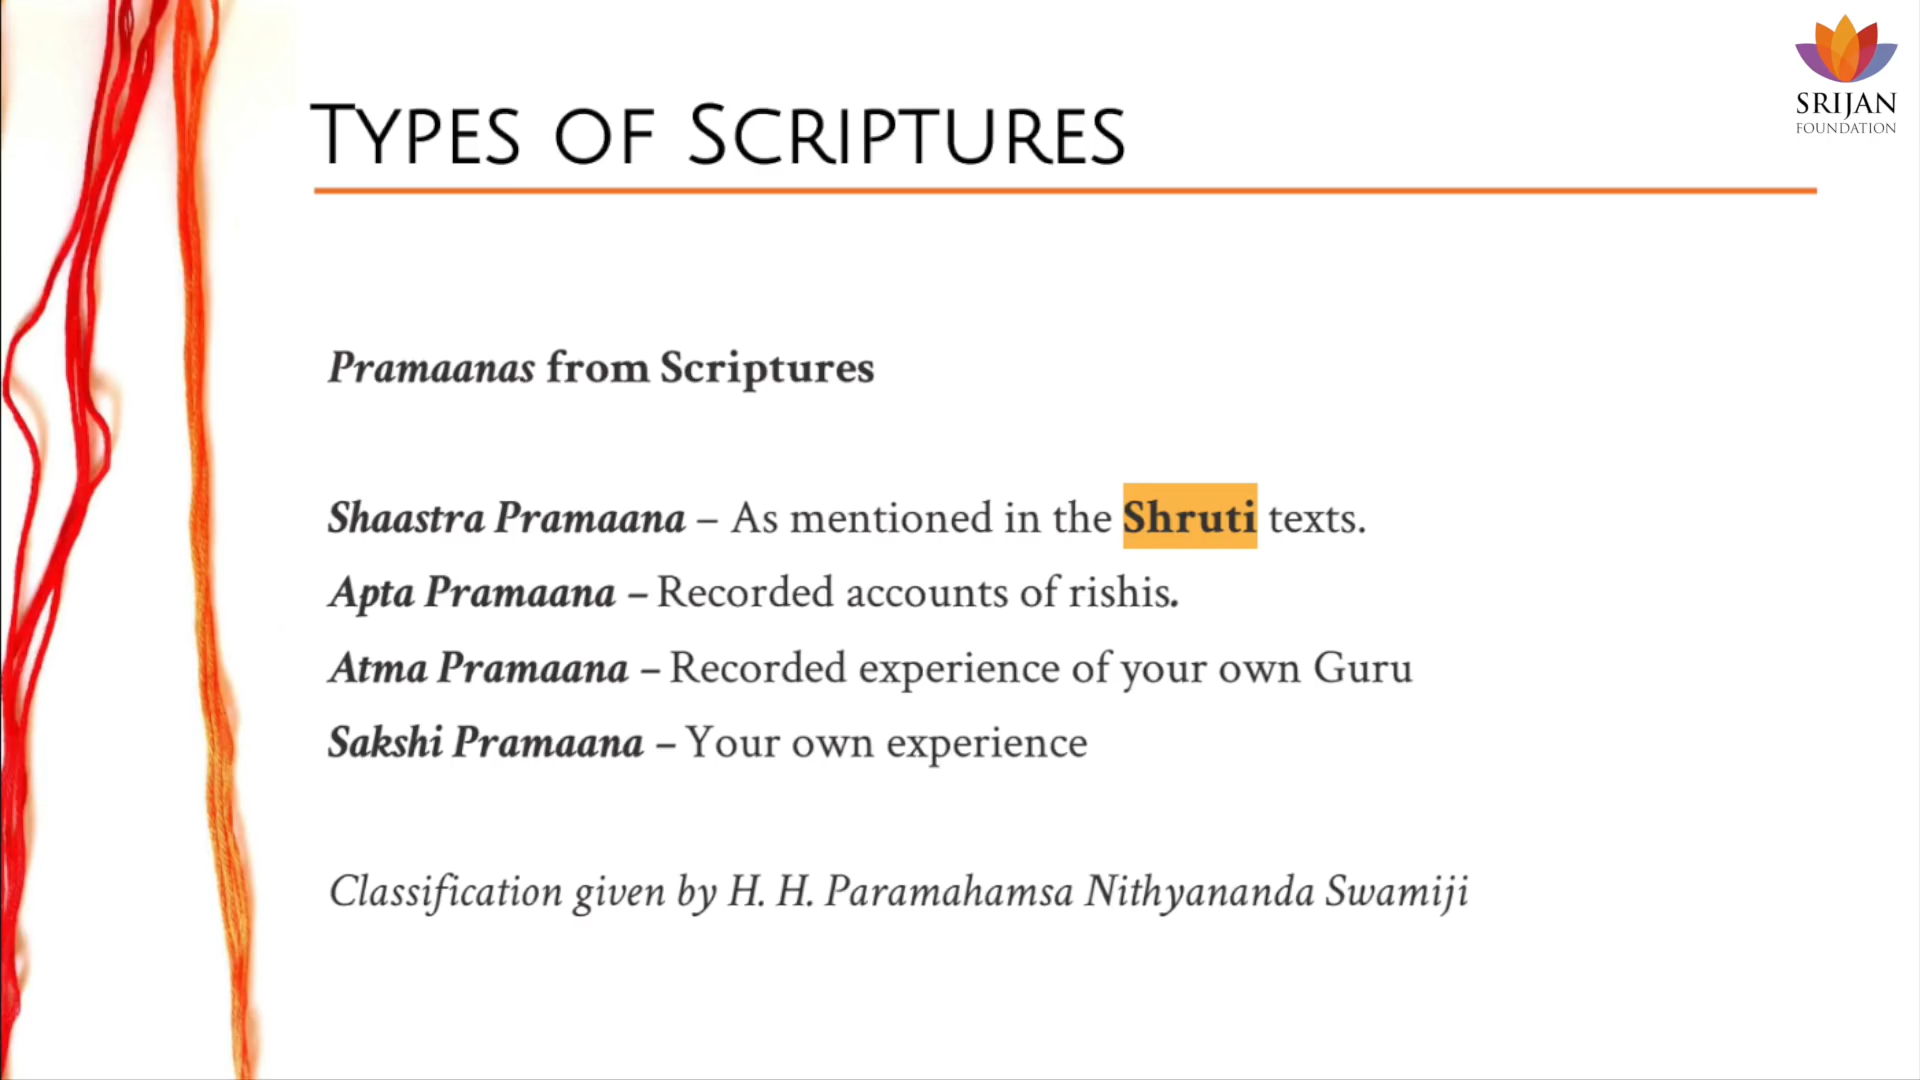 SRIJAN
FOUNDATION
TYPES OF SCRIPTURES
Pramaanas from Scriptures
Shaastra Pramaana – As mentioned in the Shruti texts.
Apta Pramaana – Recorded accounts of rishis.
Atma Pramaana – Recorded experience of your own Guru
Sakshi Pramaana – Your own experience
Classification given by H. H. Paramahamsa Nithyananda Swamiji